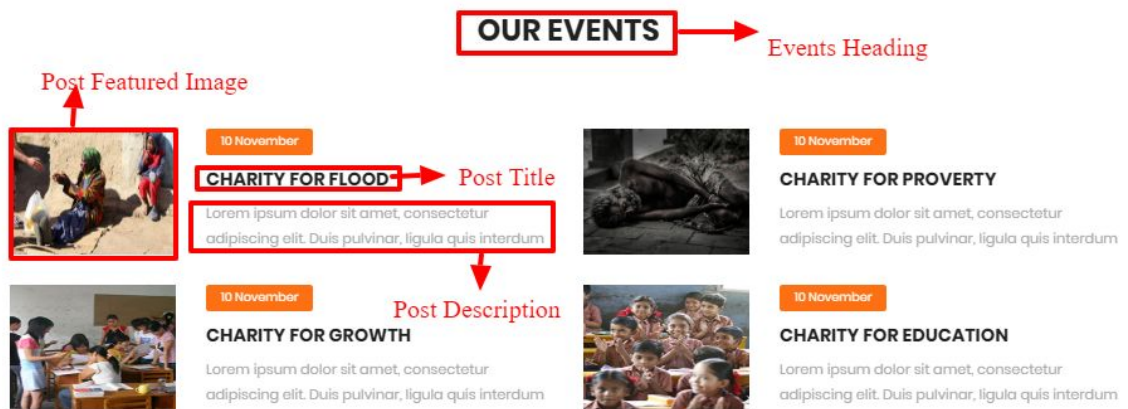 OUR EVENTS
Events Heading
Post Featured Image
10 November
CHARITY FOR FLOOD
Post Title
Lorem ipsum dolor sit amet, consectetur
adipiscing elit. Duis pulvinar, ligula quis interdum
Post Description
10 November
CHARITY FOR PROVERTY
Lorem ipsum dolor sit amet, consectetur
adipiscing elit. Duis pulvinar, ligula quis interdum
10 November
CHARITY FOR GROWTH
Lorem ipsum dolor sit amet, consectetur
adipiscing elit. Duis pulvinar, ligula quis interdum
10 November
CHARITY FOR EDUCATION
Lorem ipsum dolor sit amet, consectetur
adipiscing elit. Duis pulvinar, ligula quis interdum